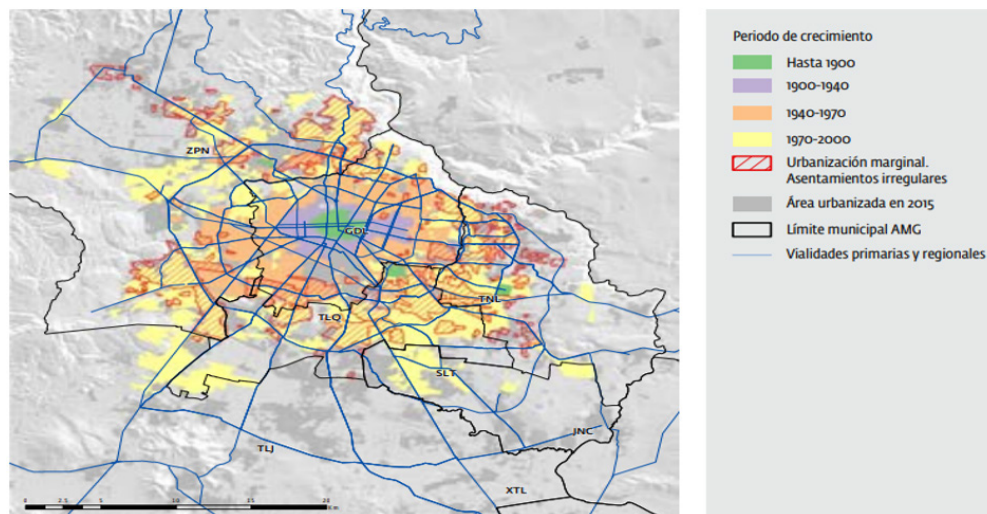 Periodo de crecimiento
Hasta 1900
1900-1940
1940-1970
1970-2000
Urbanización marginal.
Asentamientos irregulares
Área urbanizada en 2015
Límite municipal AMG
Vialidades primarias y regionales
ZPN
GDL
TNL
TLQ
SLT
JNC
TLJ
XTL
0 2.5 5 10 15 20
Km